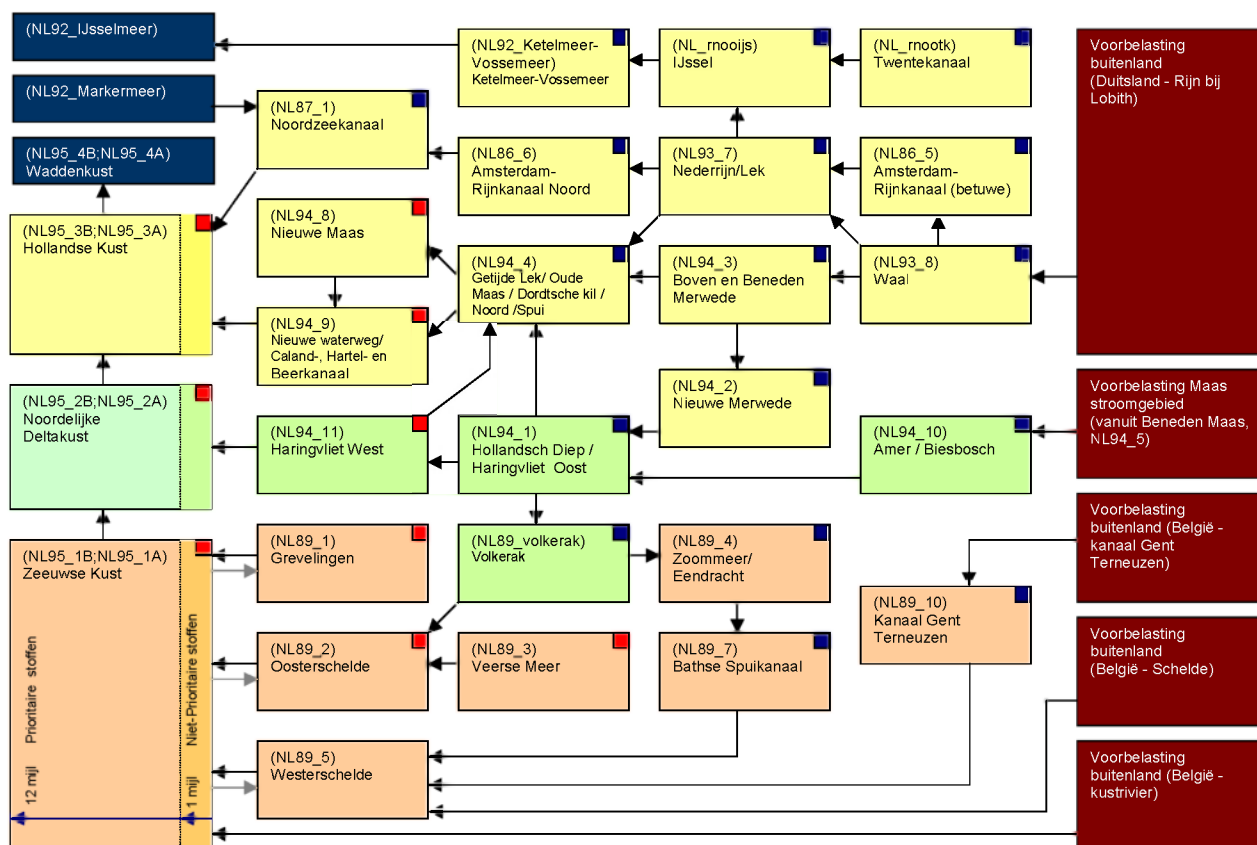 (NL92_IJsselmeer)
(NL92_Markermeer)
(NL95_4B;NL95_4A)
Waddenkust
(NL95_3B;NL95_3A)
Hollandse Kust
(NL95_2B;NL95_2A)
Noordelijke
Deltakust
(NL95_1B;NL95_1A)
Zeeuwse Kust
12 mijl
Prioritaire stoffen
1 mijl
Niet-Prioritaire stoffen
(NL87_1)
Noordzeekanaal
(NL94_8)
Nieuwe Maas
(NL94_9)
Nieuwe waterweg/
Caland-, Hartel- en
Beerkanaal
(NL94_11)
Haringvliet West
(NL89_1)
Grevelingen
(NL89_2)
Oosterschelde
(NL89_5)
Westerschelde
(NL92_Ketelmeer-
Vossemeer)
Ketelmeer-Vossemeer
(NL86_6)
Amsterdam-
Rijnkanaal Noord
(NL94_4)
Getijde Lek/ Oude
Maas / Dordtsche kil /
Noord /Spui
(NL94_1)
Hollandsch Diep /
Haringvliet Oost
(NL89_volkerak)
Volkerak
(NL89_3)
Veerse Meer
(NL_rnooijs)
IJssel
(NL93_7)
Nederrijn/Lek
(NL94_3)
Boven en Beneden
Merwede
(NL94_2)
Nieuwe Merwede
(NL89_4)
Zoommeer/
Eendracht
(NL89_7)
Bathse Spuikanaal
(NL_rnootk)
Twentekanaal
(NL86_5)
Amsterdam-
Rijnkanaal (betuwe)
(NL93_8)
Waal
(NL94_10)
Amer / Biesbosch
(NL89_10)
Kanaal Gent
Terneuzen
Voorbelasting
buitenland
(Duitsland - Rijn bij
Lobith)
Voorbelasting Maas
stroomgebied
(vanuit Beneden Maas,
NL94_5)
Voorbelasting
buitenland (België -
kanaal Gent
Terneuzen)
Voorbelasting
buitenland
(België - Schelde)
Voorbelasting
buitenland (België -
kustrivier)